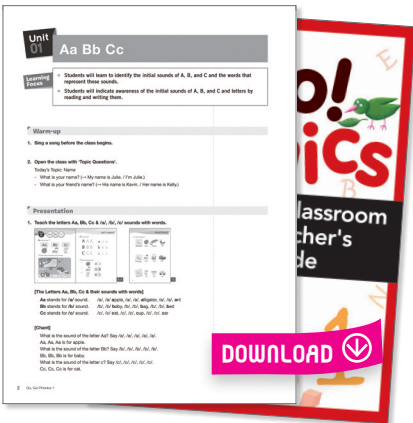 Unit
01
Aa Bb Cc
Learning
Focus
Students will learn to identify the initial sounds of A, B, and C and the words that
represent these sounds.
Students will indicate awareness of the initial sounds of A, B, and C and letters by
reading and writing them.
Warm-up
1. Sing a song before the class begins.
2. Open the class with 'Topic Questions'.
Today's Topic: Name
- What is your name? (→ My name is Julie. / I'm Julie.)
- What is your friend's name? (→ His name is Kevin. / Her name is Kelly.)
Presentation
1. Teach the letters Aa, Bb, Cc & /a/, /b/, /c/ sounds with words.
[The Letters Aa, Bb, Cc & their sounds with words]
Aa stands for /a/ sound. /a/, /a/ apple, /a/, /a/, alligator, /a/, /a/, ant
Bb stands for /b/ sound. /b/, /b/ baby, /b/, /b/, bag, /b/, /b/, bed
Cc stands for /c/ sound. /c/, /c/ cat, /c/, /c/, cup, /c/, /c/, car
[Chant]
What is the sound of the letter Aa? Say /a/, /a/, /a/, /a/, /a/.
Aa, Aa, Aa is for apple.
What is the sound of the letter Bb? Say /b/, /b/, /b/, /b/, /b/.
Bb, Bb, Bb is for baby.
What is the sound of the letter c? Say /c/, /c/, /c/, /c/, /c/.
Cc, Cc, Cc is for cat.
2 Go, Go Phonics 1
o!
ics
E
B
N
1
lassroom
cher's
de
DOWNLOAD